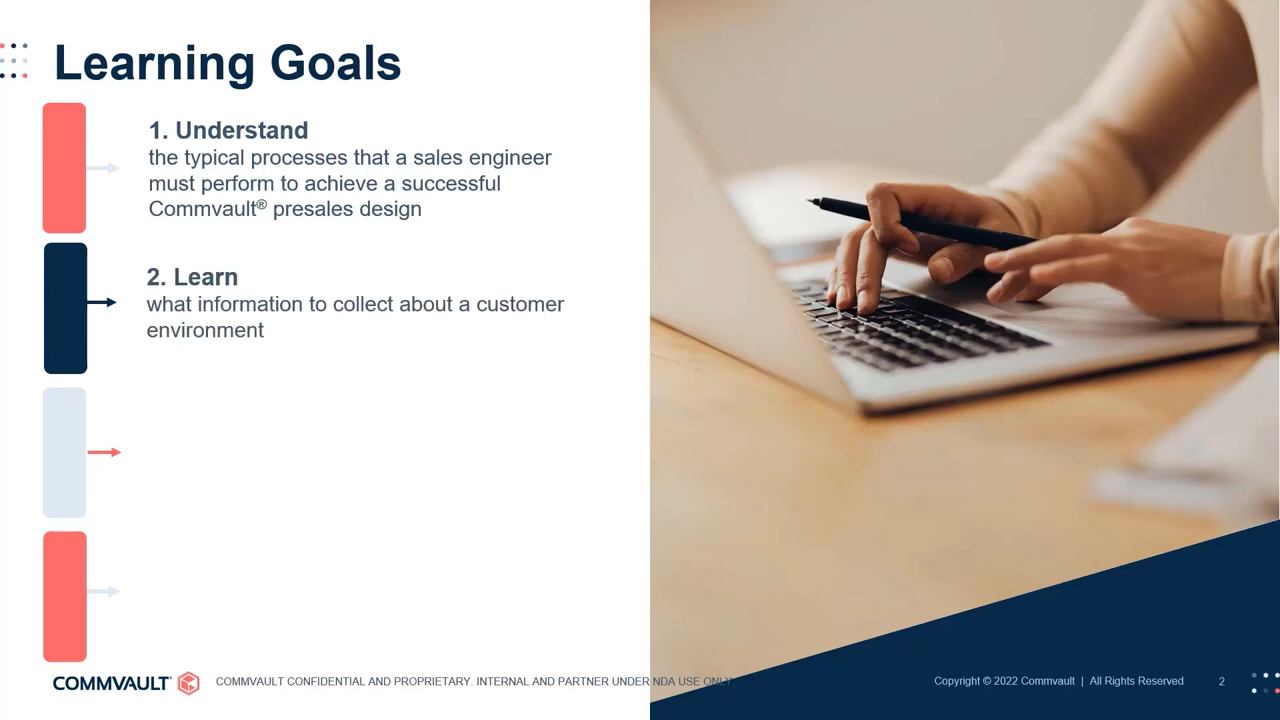 Learning Goals
1. Understand
the typical processes that a sales engineer
must perform to achieve a successful
Commvault® presales design
2. Learn
what information to collect about a customer
environment
COMMVAULT
COMMVAULT CONFIDENTIAL AND PROPRIETARY. INTERNAL AND PARTNER UNDER NDA USE ONLY
Copyright © 2022 Commvault | All Rights Reserved
2